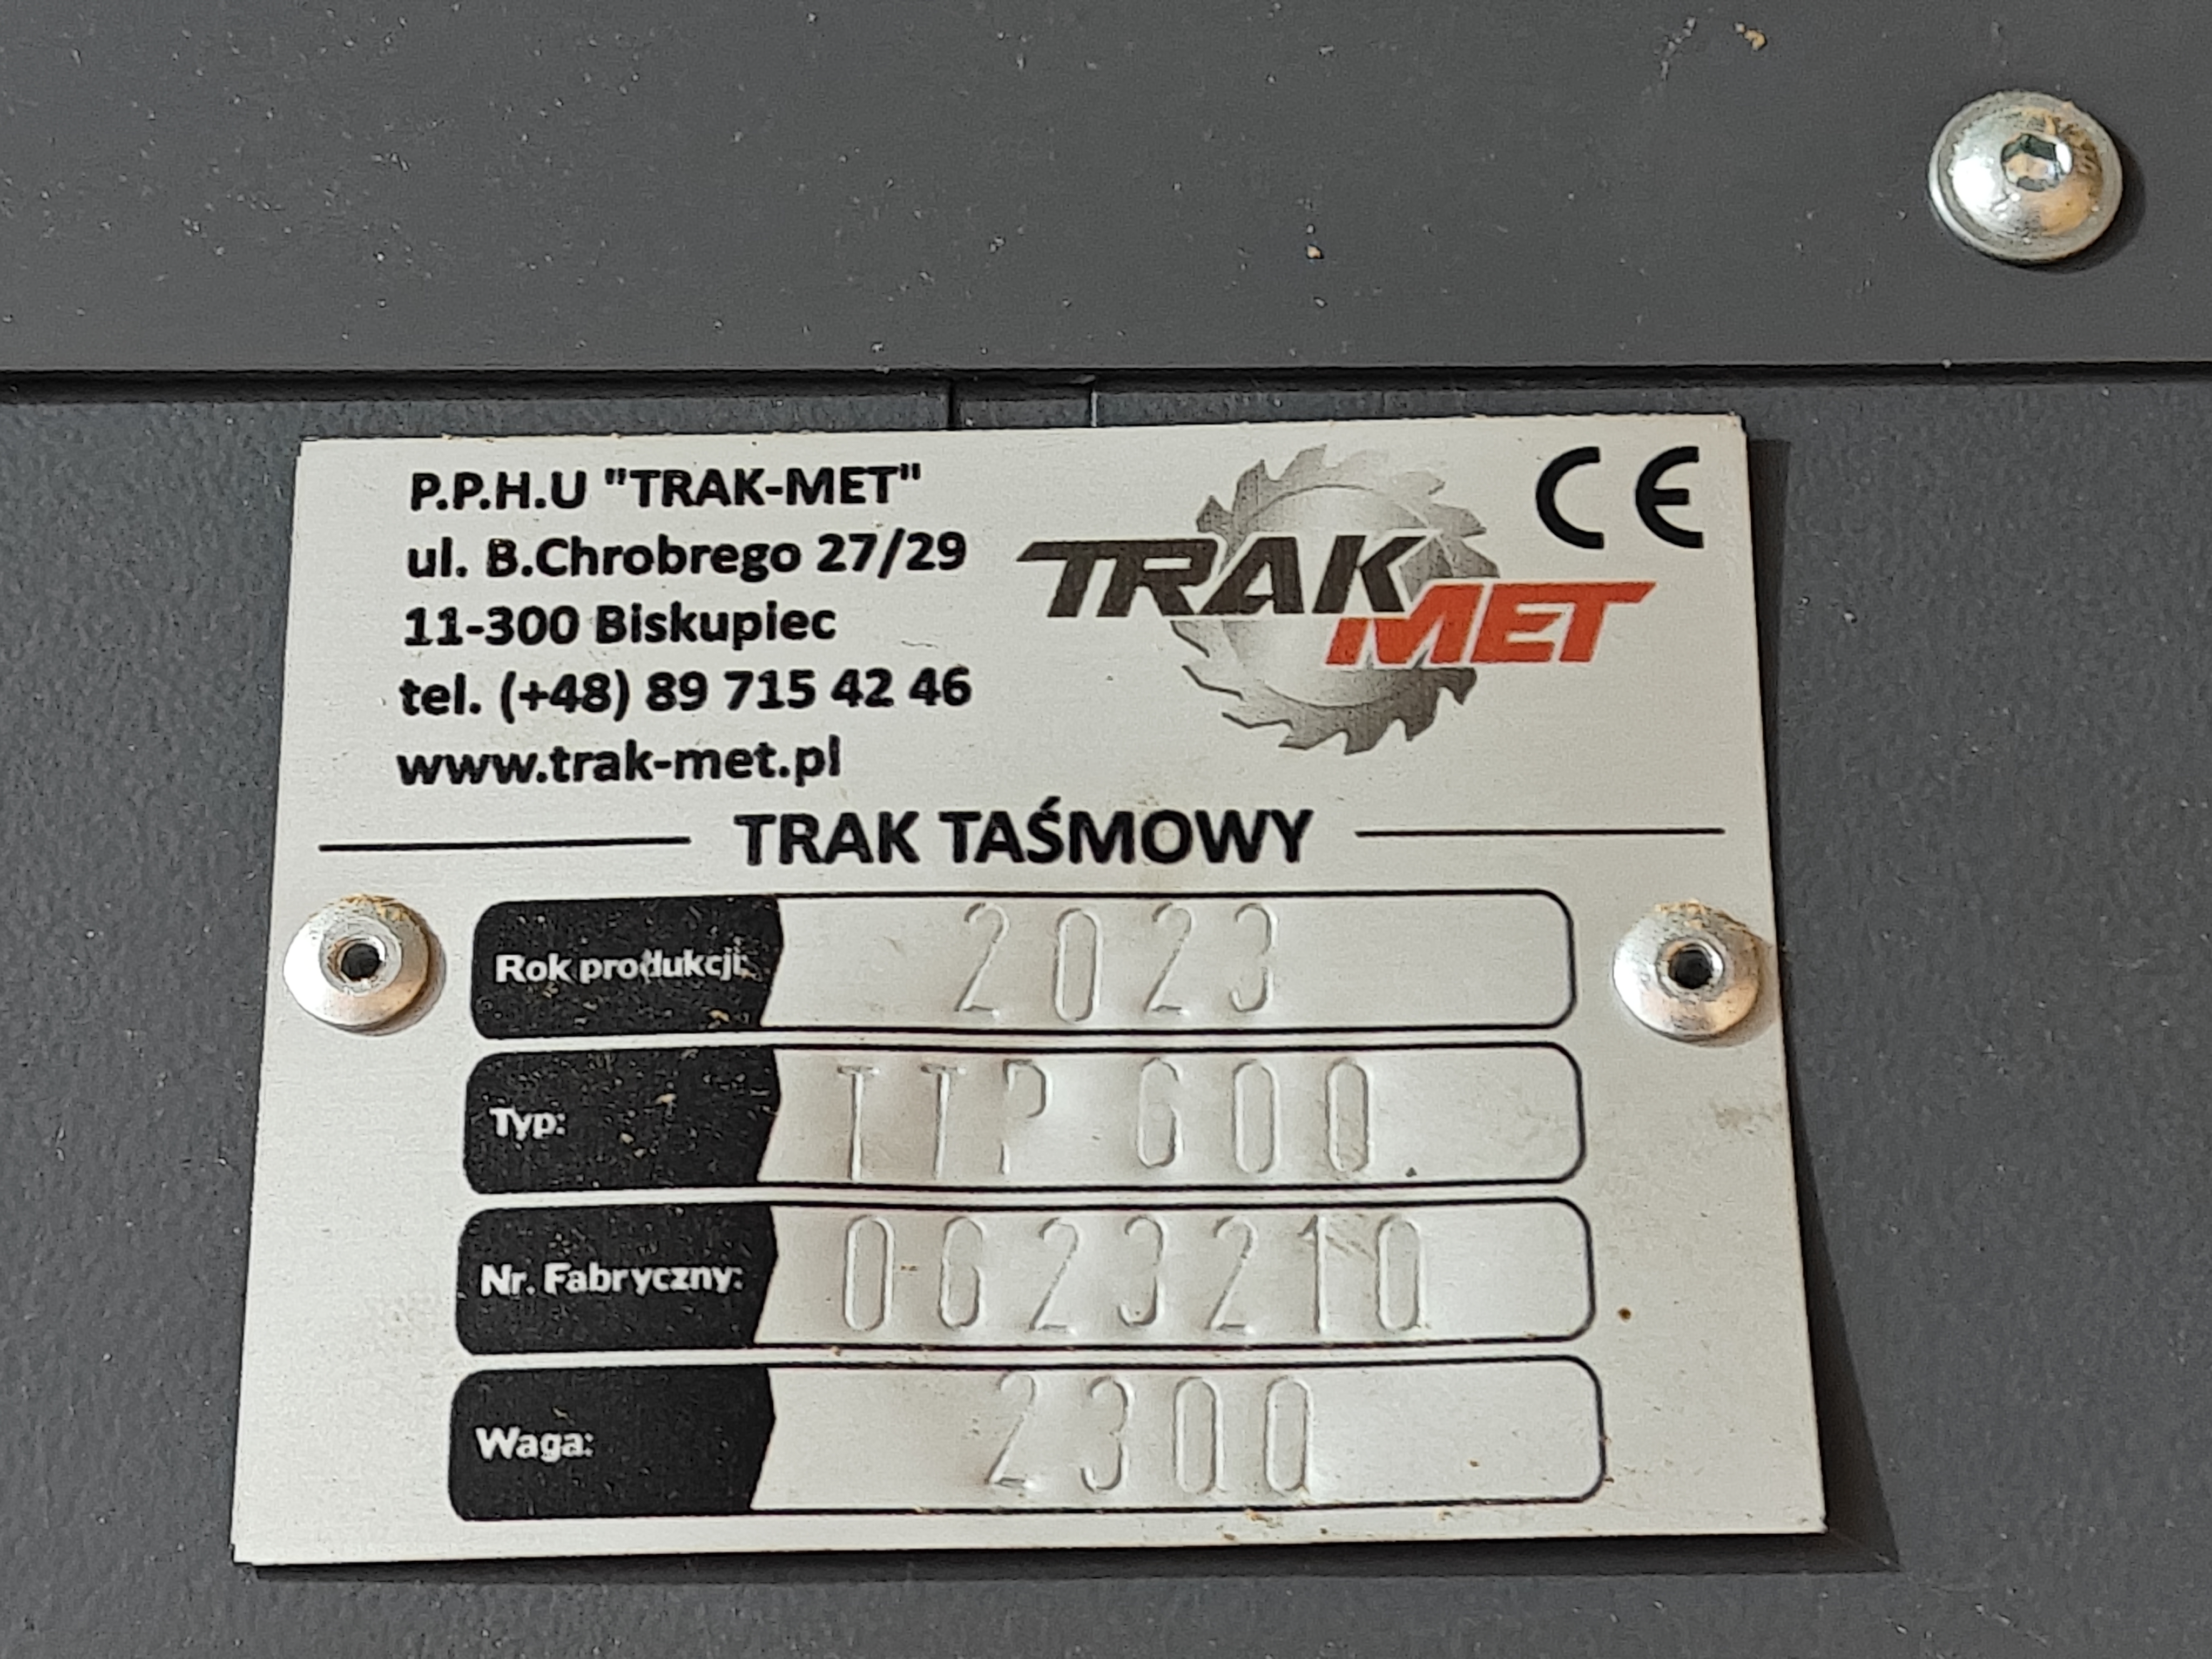 P.P.H.U "TRAK-MET"
ul. B.Chrobrego 27/29
11-300 Biskupiec
tel. (+48) 89 715 42 46
www.trak-met.pl
TRAK MET
CE
TRAK TAŚMOWY
Rok produkcji: 2023
Typ: TTP 600
Nr. Fabryczny: 0623210
Waga: 2300